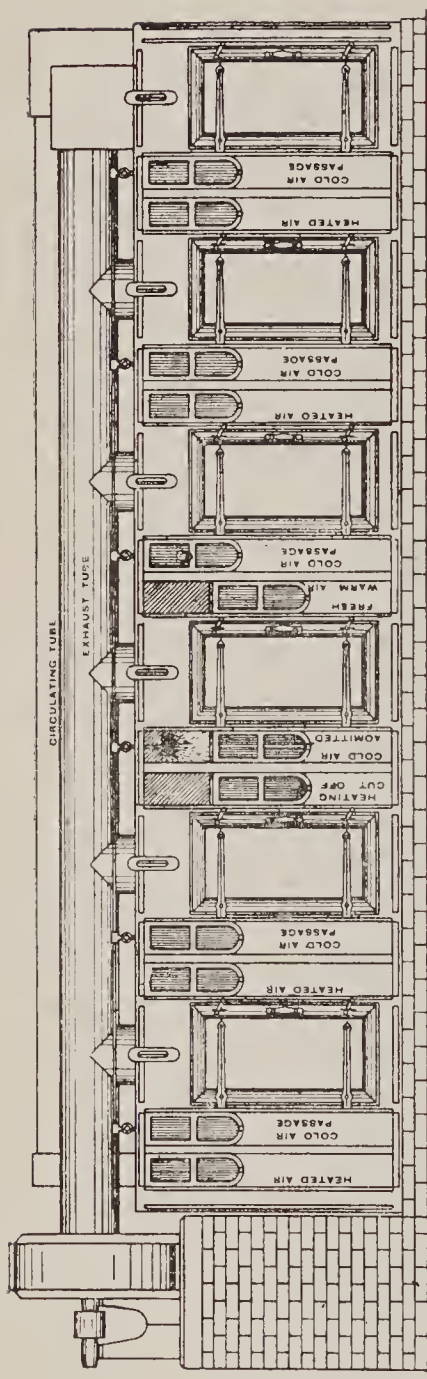 CIRCULATING TUBE
EXHAUST TUBE
HEATED AIR
COLD AIR
PASSAGE
HEATED AIR
COLD AIR
PASSAGE
HEATING
CUT OFF
COLD AIR
ADMITTED
FRESH
WARM AIR
COLD AIR
PASSAGE
HEATED AIR
COLD AIR
PASSAGE
HEATED AIR
COLD AIR
PASSAGE